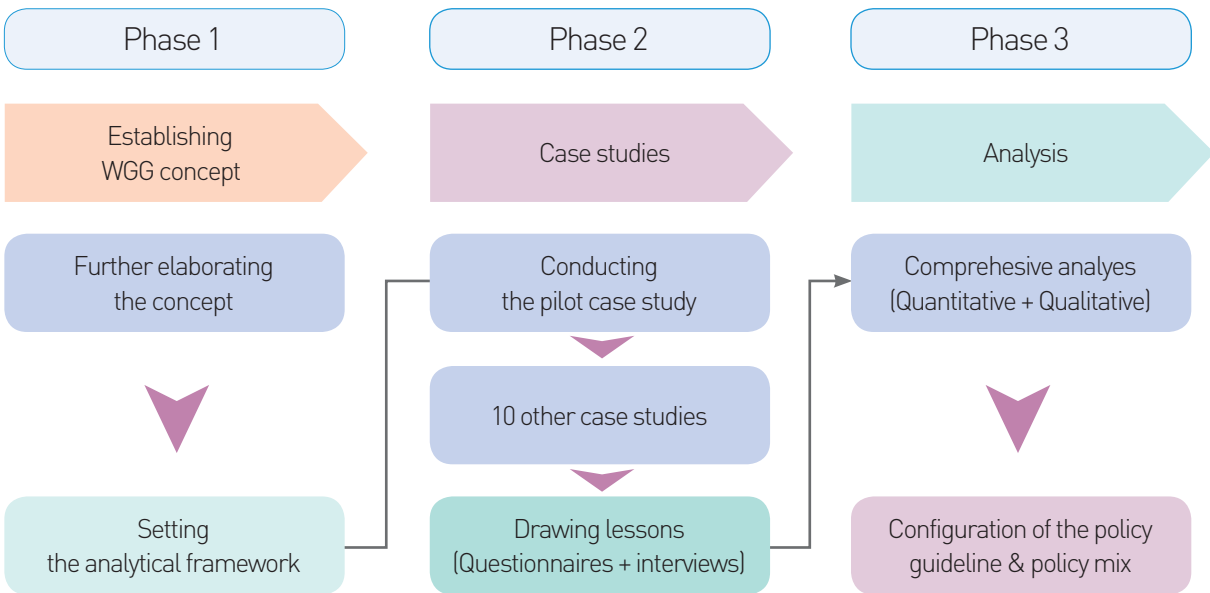 Phase 1
Establishing
WGG concept
Further elaborating
the concept
Setting
the analytical framework
Phase 2
Case studies
Conducting
the pilot case study
10 other case studies
Drawing lessons
(Questionnaires + interviews)
Phase 3
Analysis
Comprehesive analyes
(Quantitative + Qualitative)
Configuration of the policy
guideline & policy mix